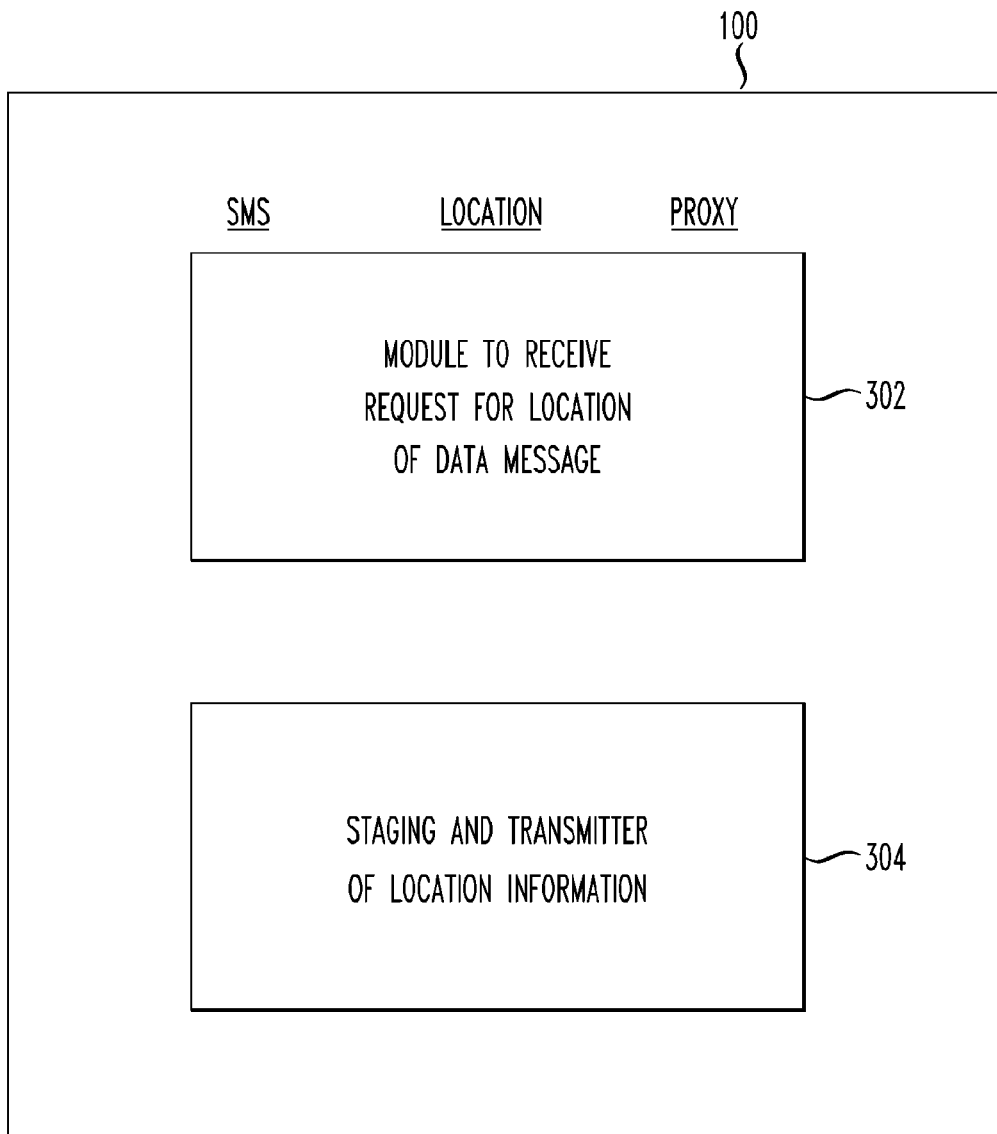 100
SMS LOCATION PROXY
MODULE TO RECEIVE
REQUEST FOR LOCATION
OF DATA MESSAGE
302
STAGING AND TRANSMITTER
OF LOCATION INFORMATION
304